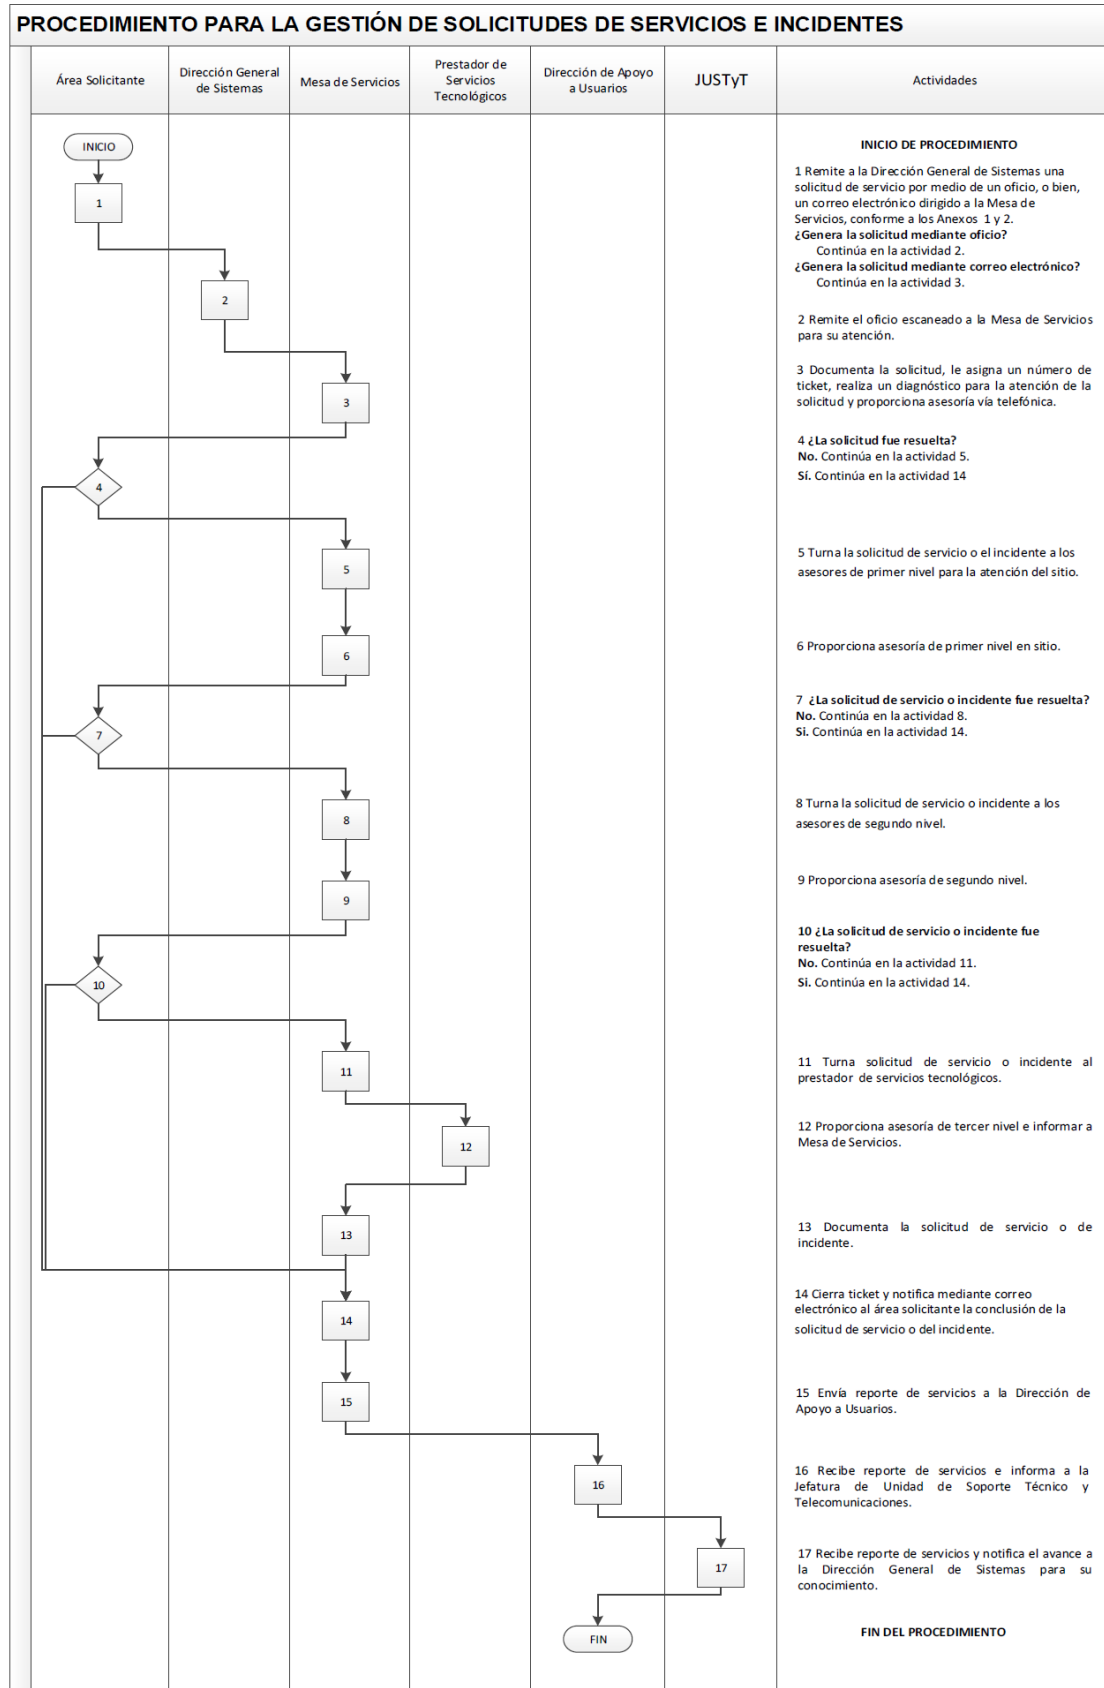 PROCEDIMIENTO PARA LA GESTIÓN DE SOLICITUDES DE SERVICIOS E INCIDENTES
Área Solicitante
Dirección General
de Sistemas
Mesa de Servicios
Prestador de
Servicios
Tecnológicos
Dirección de Apoyo
a Usuarios
JUSTyT
Actividades
INICIO
1
2
3
4
5
6
7
8
9
10
11
12
13
14
15
16
17
FIN
INICIO DE PROCEDIMIENTO
1 Remite a la Dirección General de Sistemas una
solicitud de servicio por medio de un oficio, o bien,
un correo electrónico dirigido a la Mesa de
Servicios, conforme a los Anexos 1 y 2.
¿Genera la solicitud mediante oficio?
Continúa en la actividad 2.
¿Genera la solicitud mediante correo electrónico?
Continúa en la actividad 3.
2 Remite el oficio escaneado a la Mesa de Servicios
para su atención.
3 Documenta la solicitud, le asigna un número de
ticket, realiza un diagnóstico para la atención de la
solicitud y proporciona asesoría vía telefónica.
4 ¿La solicitud fue resuelta?
No. Continúa en la actividad 5.
Sí. Continúa en la actividad 14
5 Turna la solicitud de servicio o el incidente a los
asesores de primer nivel para la atención del sitio.
6 Proporciona asesoría de primer nivel en sitio.
7 ¿La solicitud de servicio o incidente fue resuelta?
No. Continúa en la actividad 8.
Si. Continúa en la actividad 14.
8 Turna la solicitud de servicio o incidente a los
asesores de segundo nivel.
9 Proporciona asesoría de segundo nivel.
10 ¿La solicitud de servicio o incidente fue
resuelta?
No. Continúa en la actividad 11.
Si. Continúa en la actividad 14.
11 Turna solicitud de servicio o incidente al
prestador de servicios tecnológicos.
12 Proporciona asesoría de tercer nivel e informar a
Mesa de Servicios.
13 Documenta la solicitud de servicio o de
incidente.
14 Cierra ticket y notifica mediante correo
electrónico al área solicitante la conclusión de la
solicitud de servicio o del incidente.
15 Envía reporte de servicios a la Dirección de
Apoyo a Usuarios.
16 Recibe reporte de servicios e informa a la
Jefatura de Unidad de Soporte Técnico y
Telecomunicaciones.
17 Recibe reporte de servicios y notifica el avance a
la Dirección General de Sistemas para su
conocimiento.
FIN DEL PROCEDIMIENTO